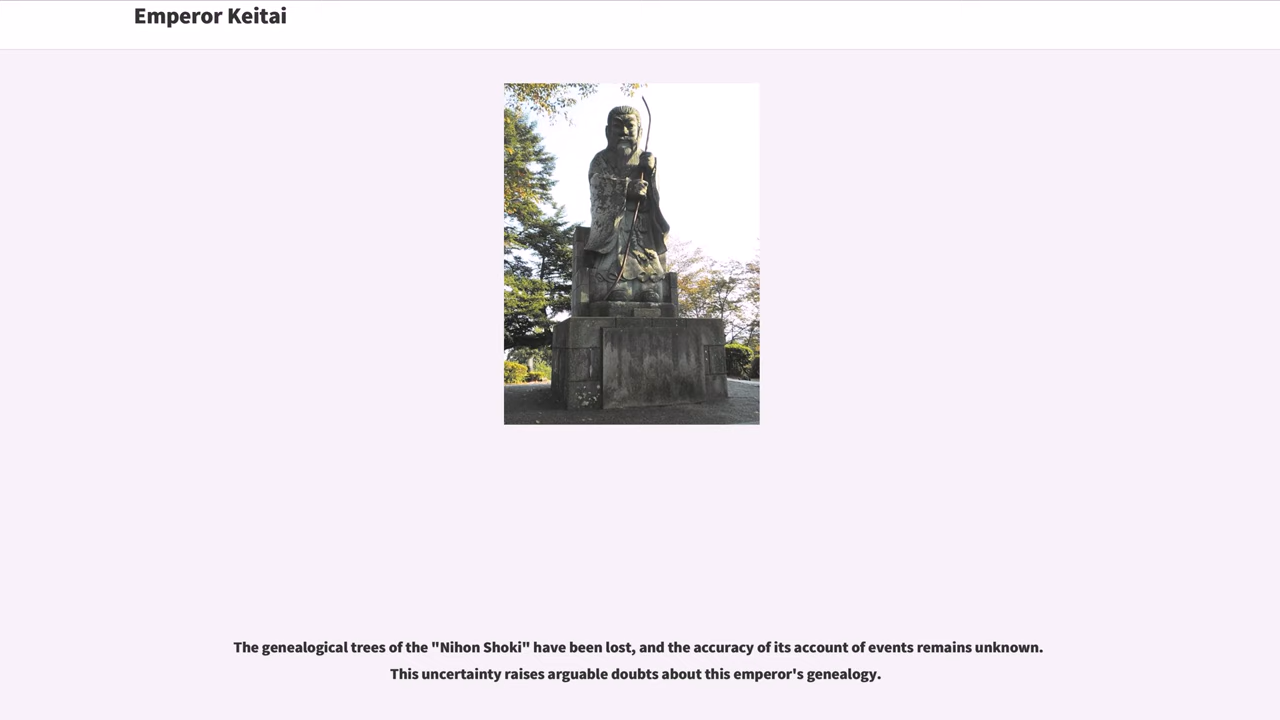 Emperor Keitai
The genealogical trees of the "Nihon Shoki" have been lost, and the accuracy of its account of events remains unknown.
This uncertainty raises arguable doubts about this emperor's genealogy.